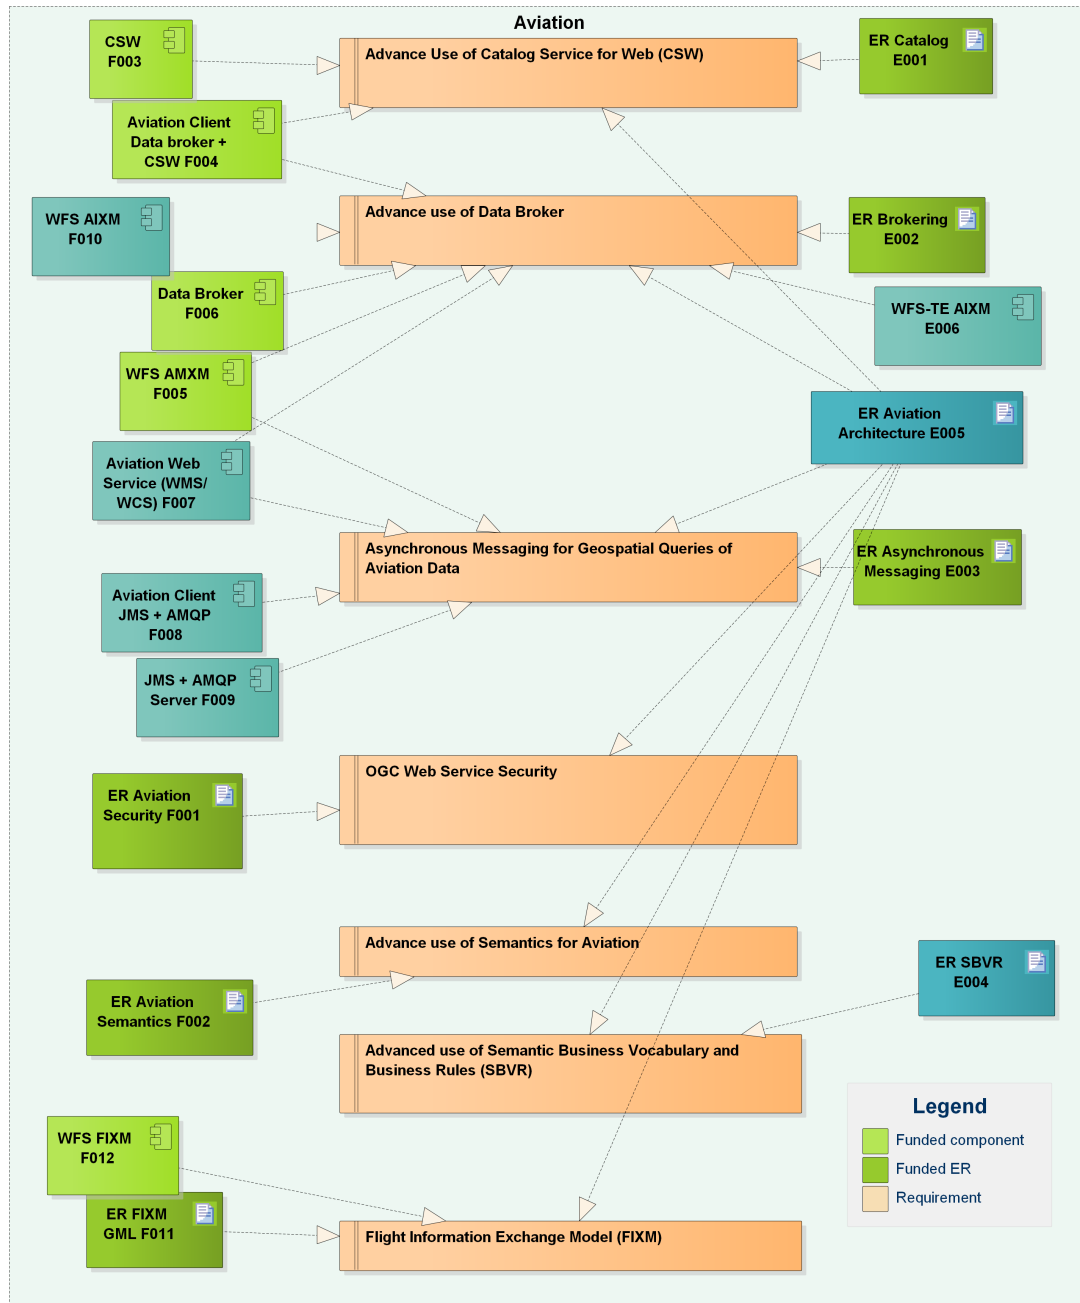 Aviation
CSW
F003
Advance Use of Catalog Service for Web (CSW)
ER Catalog
E001
Aviation Client
Data broker +
CSW F004
WFS AIXM
F010
Advance use of Data Broker
ER Brokering
E002
Data Broker
F006
WFS-TE AIXM
E006
WFS AMXM
F005
ER Aviation
Architecture E005
Aviation Web
Service (WMS/
WCS) F007
Asynchronous Messaging for Geospatial Queries of
Aviation Data
ER Asynchronous
Messaging E003
Aviation Client
JMS + AMQP
F008
JMS + AMQP
Server F009
OGC Web Service Security
ER Aviation
Security F001
Advance use of Semantics for Aviation
ER SBVR
E004
ER Aviation
Semantics F002
Advanced use of Semantic Business Vocabulary and
Business Rules (SBVR)
WFS FIXM
F012
ER FIXM
GML F011
Flight Information Exchange Model (FIXM)
Legend
Funded component
Funded ER
Requirement